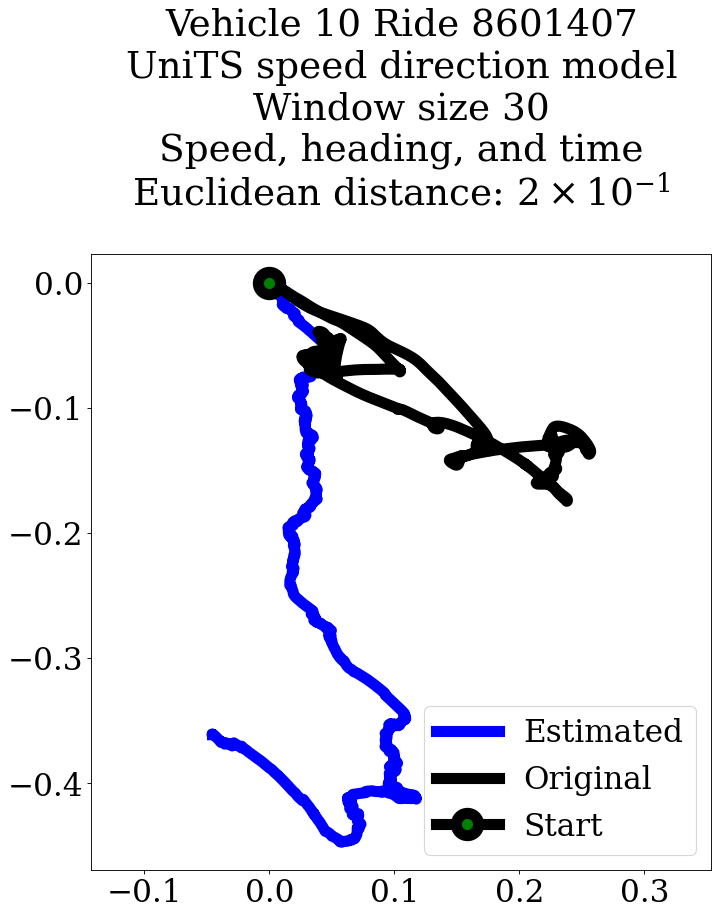 Vehicle 10 Ride 8601407
UniTS speed direction model
Window size 30
Speed, heading, and time
Euclidean distance: $2 \times 10^{-1}$
0.0
−0.1
−0.2
−0.3
−0.4
−0.1
0.0
0.1
0.2
0.3
Estimated
Original
Start